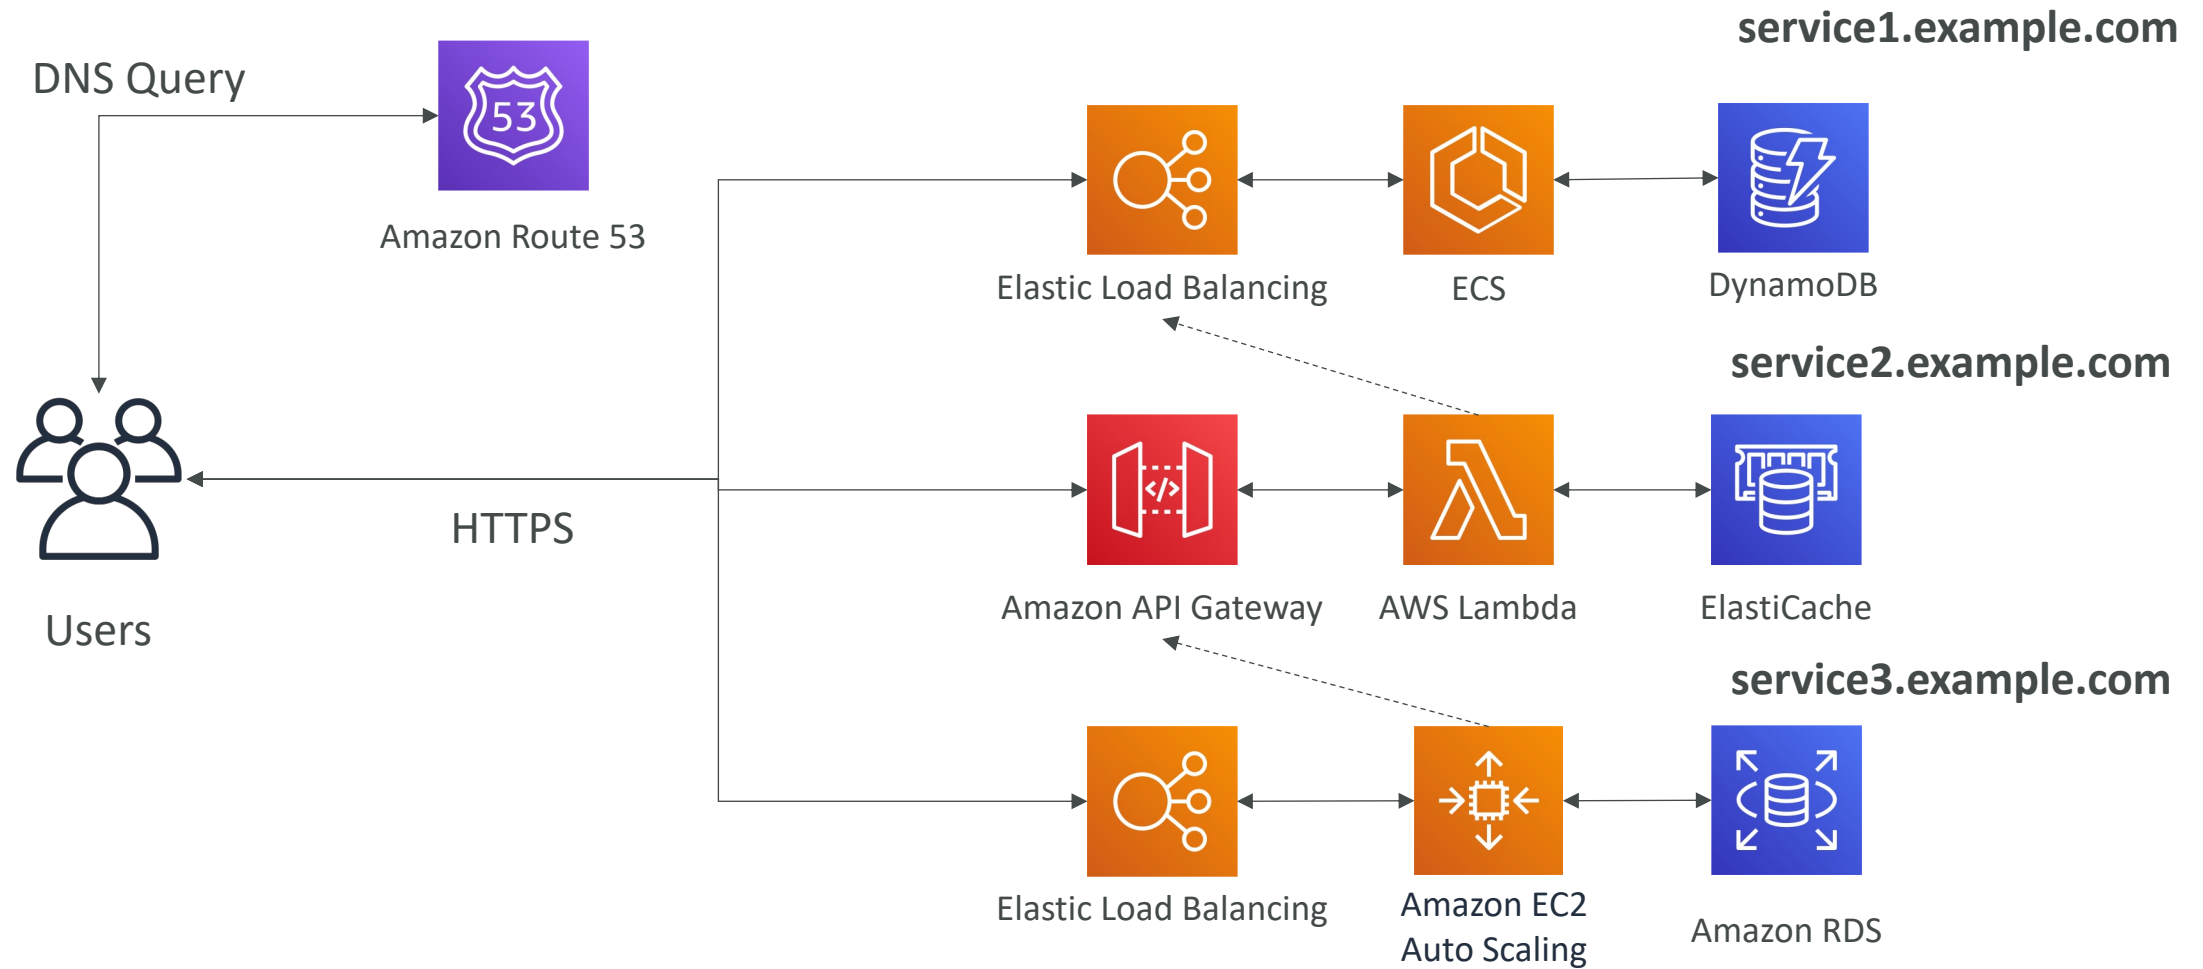 service1.example.com
DNS Query
53
Amazon Route 53
Elastic Load Balancing
ECS
DynamoDB
service2.example.com
</>
HTTPS
Users
Amazon API Gateway
AWS Lambda
ElastiCache
service3.example.com
Elastic Load Balancing
Amazon EC2
Auto Scaling
Amazon RDS